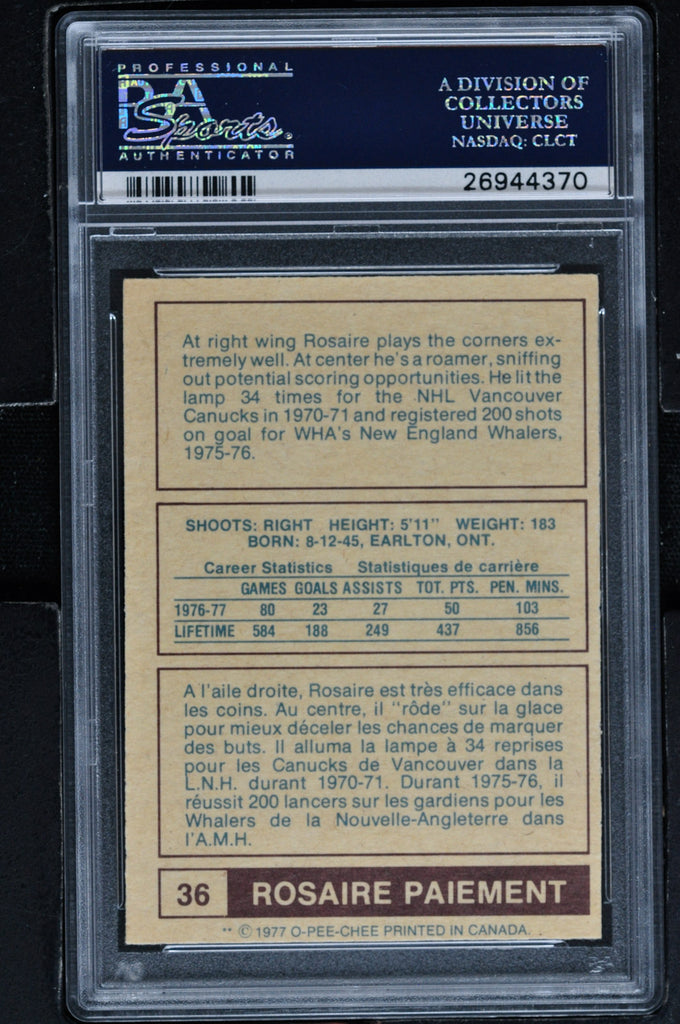 PROFESSIONAL
PSA
Sports
AUTHENTICATOR
A DIVISION OF
COLLECTORS
UNIVERSE
NASDAQ: CLCT
26944370
At right wing Rosaire plays the corners ex-
tremely well. At center he's a roamer, sniffing
out potential scoring opportunities. He lit the
lamp 34 times for the NHL Vancouver
Canucks in 1970-71 and registered 200 shots
on goal for WHA's New England Whalers,
1975-76.
SHOOTS: RIGHT HEIGHT: 5'11" WEIGHT: 183
BORN: 8-12-45, EARLTON, ONT.
Career Statistics Statistiques de carrière
GAMES GOALS ASSISTS TOT. PTS. PEN. MINS.
1976-77 80 23 27 50 103
LIFETIME 584 188 249 437 856
A l'aile droite, Rosaire est très efficace dans
les coins. Au centre, il "rôde" sur la glace
pour mieux déceler les chances de marquer
des buts. Il alluma la lampe à 34 reprises
pour les Canucks de Vancouver dans la
L.N.H. durant 1970-71. Durant 1975-76, il
réussit 200 lancers sur les gardiens pour les
Whalers de la Nouvelle-Angleterre dans
l'A.M.H.
36 ROSAIRE PAIEMENT
** © 1977 O-PEE-CHEE PRINTED IN CANADA.